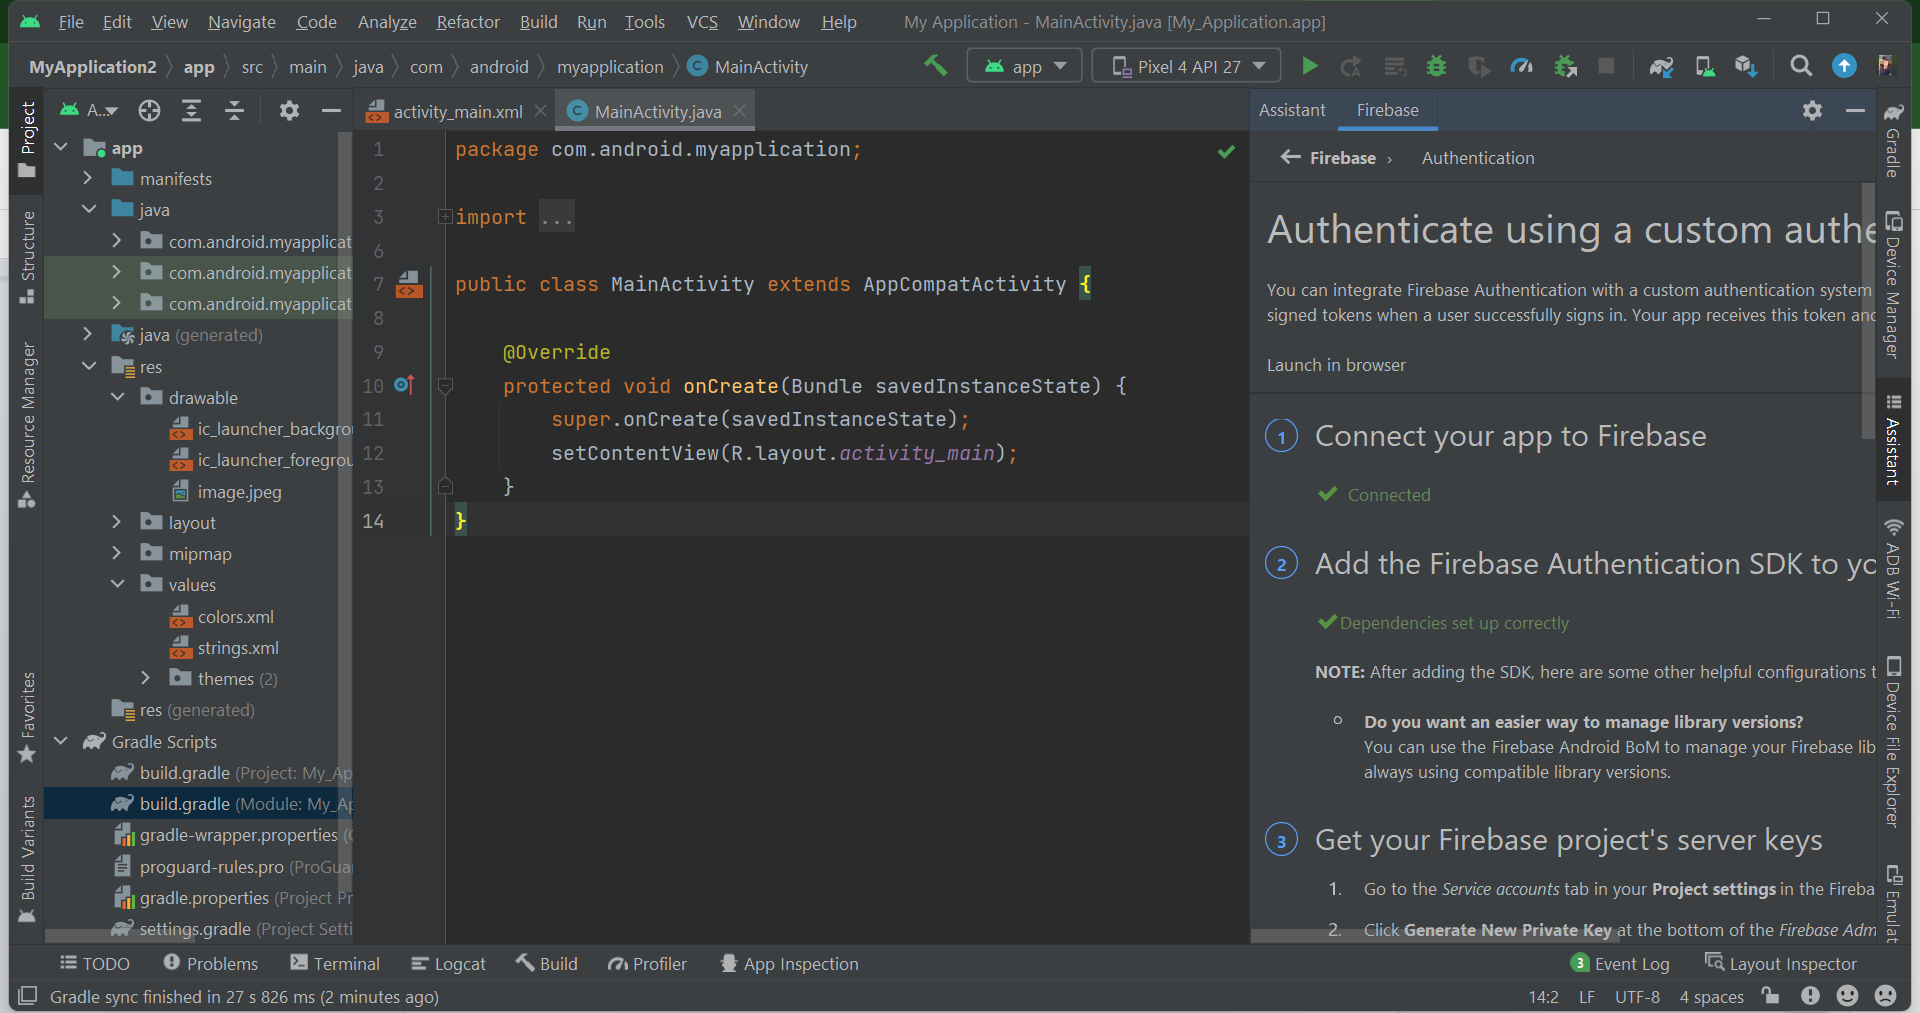 File Edit View Navigate Code Analyze Refactor Build Run Tools VCS Window Help My Application - MainActivity.java [My_Application.app]
MyApplication2 app src main java com android myapplication MainActivity app Pixel 4 API 27
A... activity_main.xml MainActivity.java Assistant Firebase
Project
Structure
Resource Manager
Favorites
Build Variants
app
manifests
java
com.android.myapplicat
com.android.myapplicat
com.android.myapplicat
java (generated)
res
drawable
ic_launcher_backgro
ic_launcher_foregrou
image.jpeg
layout
mipmap
values
colors.xml
strings.xml
themes (2)
res (generated)
Gradle Scripts
build.gradle (Project: My_Ap
build.gradle (Module: My_Ap
gradle-wrapper.properties (
proguard-rules.pro (ProGua
gradle.properties (Project Pr
settings.gradle (Project Setti
1 package com.android.myapplication;
2
3 import ...
6
7 public class MainActivity extends AppCompatActivity {
8
9 @Override
10 protected void onCreate(Bundle savedInstanceState) {
11 super.onCreate(savedInstanceState);
12 setContentView(R.layout.activity_main);
13 }
14 }
Firebase › Authentication
Authenticate using a custom authe
You can integrate Firebase Authentication with a custom authentication system
signed tokens when a user successfully signs in. Your app receives this token and
Launch in browser
1 Connect your app to Firebase
Connected
2 Add the Firebase Authentication SDK to yo
Dependencies set up correctly
NOTE: After adding the SDK, here are some other helpful configurations t
Do you want an easier way to manage library versions?
You can use the Firebase Android BoM to manage your Firebase lib
always using compatible library versions.
3 Get your Firebase project's server keys
1. Go to the Service accounts tab in your Project settings in the Fireba
2. Click Generate New Private Key at the bottom of the Firebase Adm
Gradle
Device Manager
Assistant
ADB Wi-Fi
Device File Explorer
Emulat
TODO Problems Terminal Logcat Build Profiler App Inspection 3 Event Log Layout Inspector
Gradle sync finished in 27 s 826 ms (2 minutes ago) 14:2 LF UTF-8 4 spaces